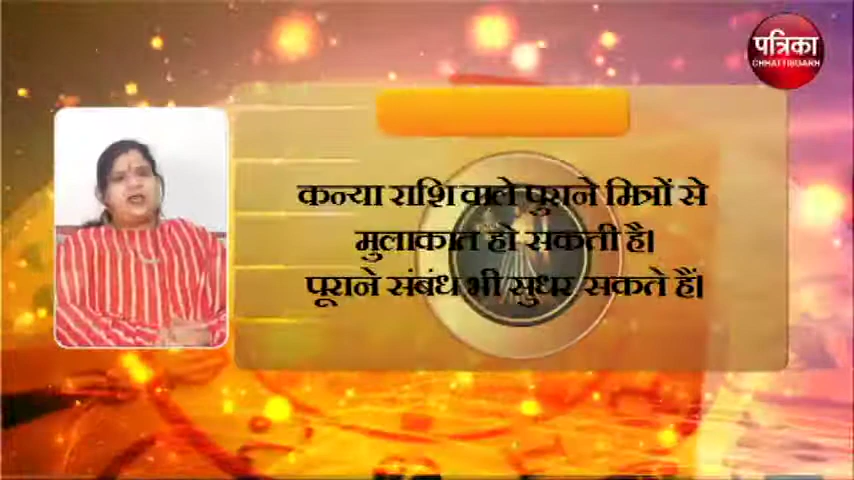 पत्रिका
CHHATTISGARH
कन्या राशि वाले पुराने मित्रों से
मुलाकात हो सकती है।
पूराने संबंध भी सुधर सकते हैं।